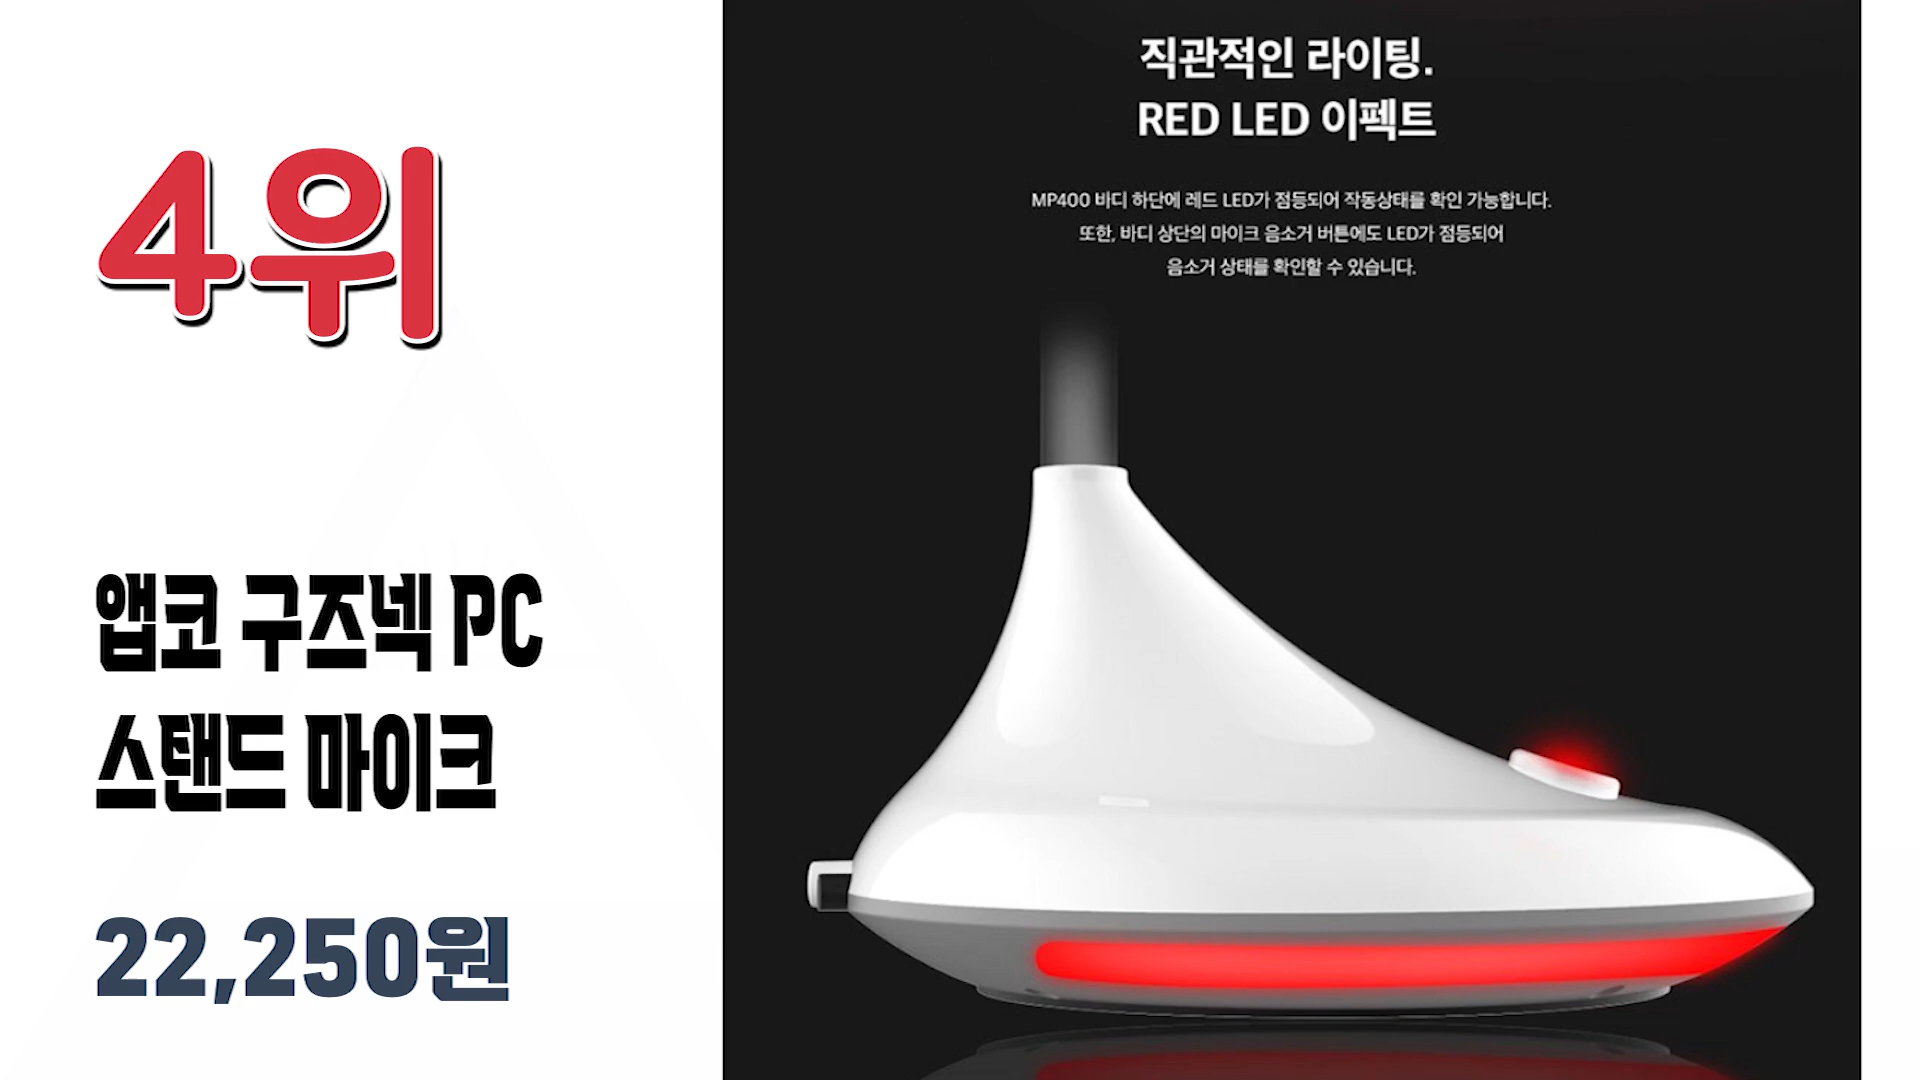 4위
앱코 구즈넥 PC
스탠드 마이크
22,250원
직관적인 라이팅.
RED LED 이펙트
MP400 바디 하단에 레드 LED가 점등되어 작동상태를 확인 가능합니다.
또한, 바디 상단의 마이크 음소거 버튼에도 LED가 점등되어
음소거 상태를 확인할 수 있습니다.